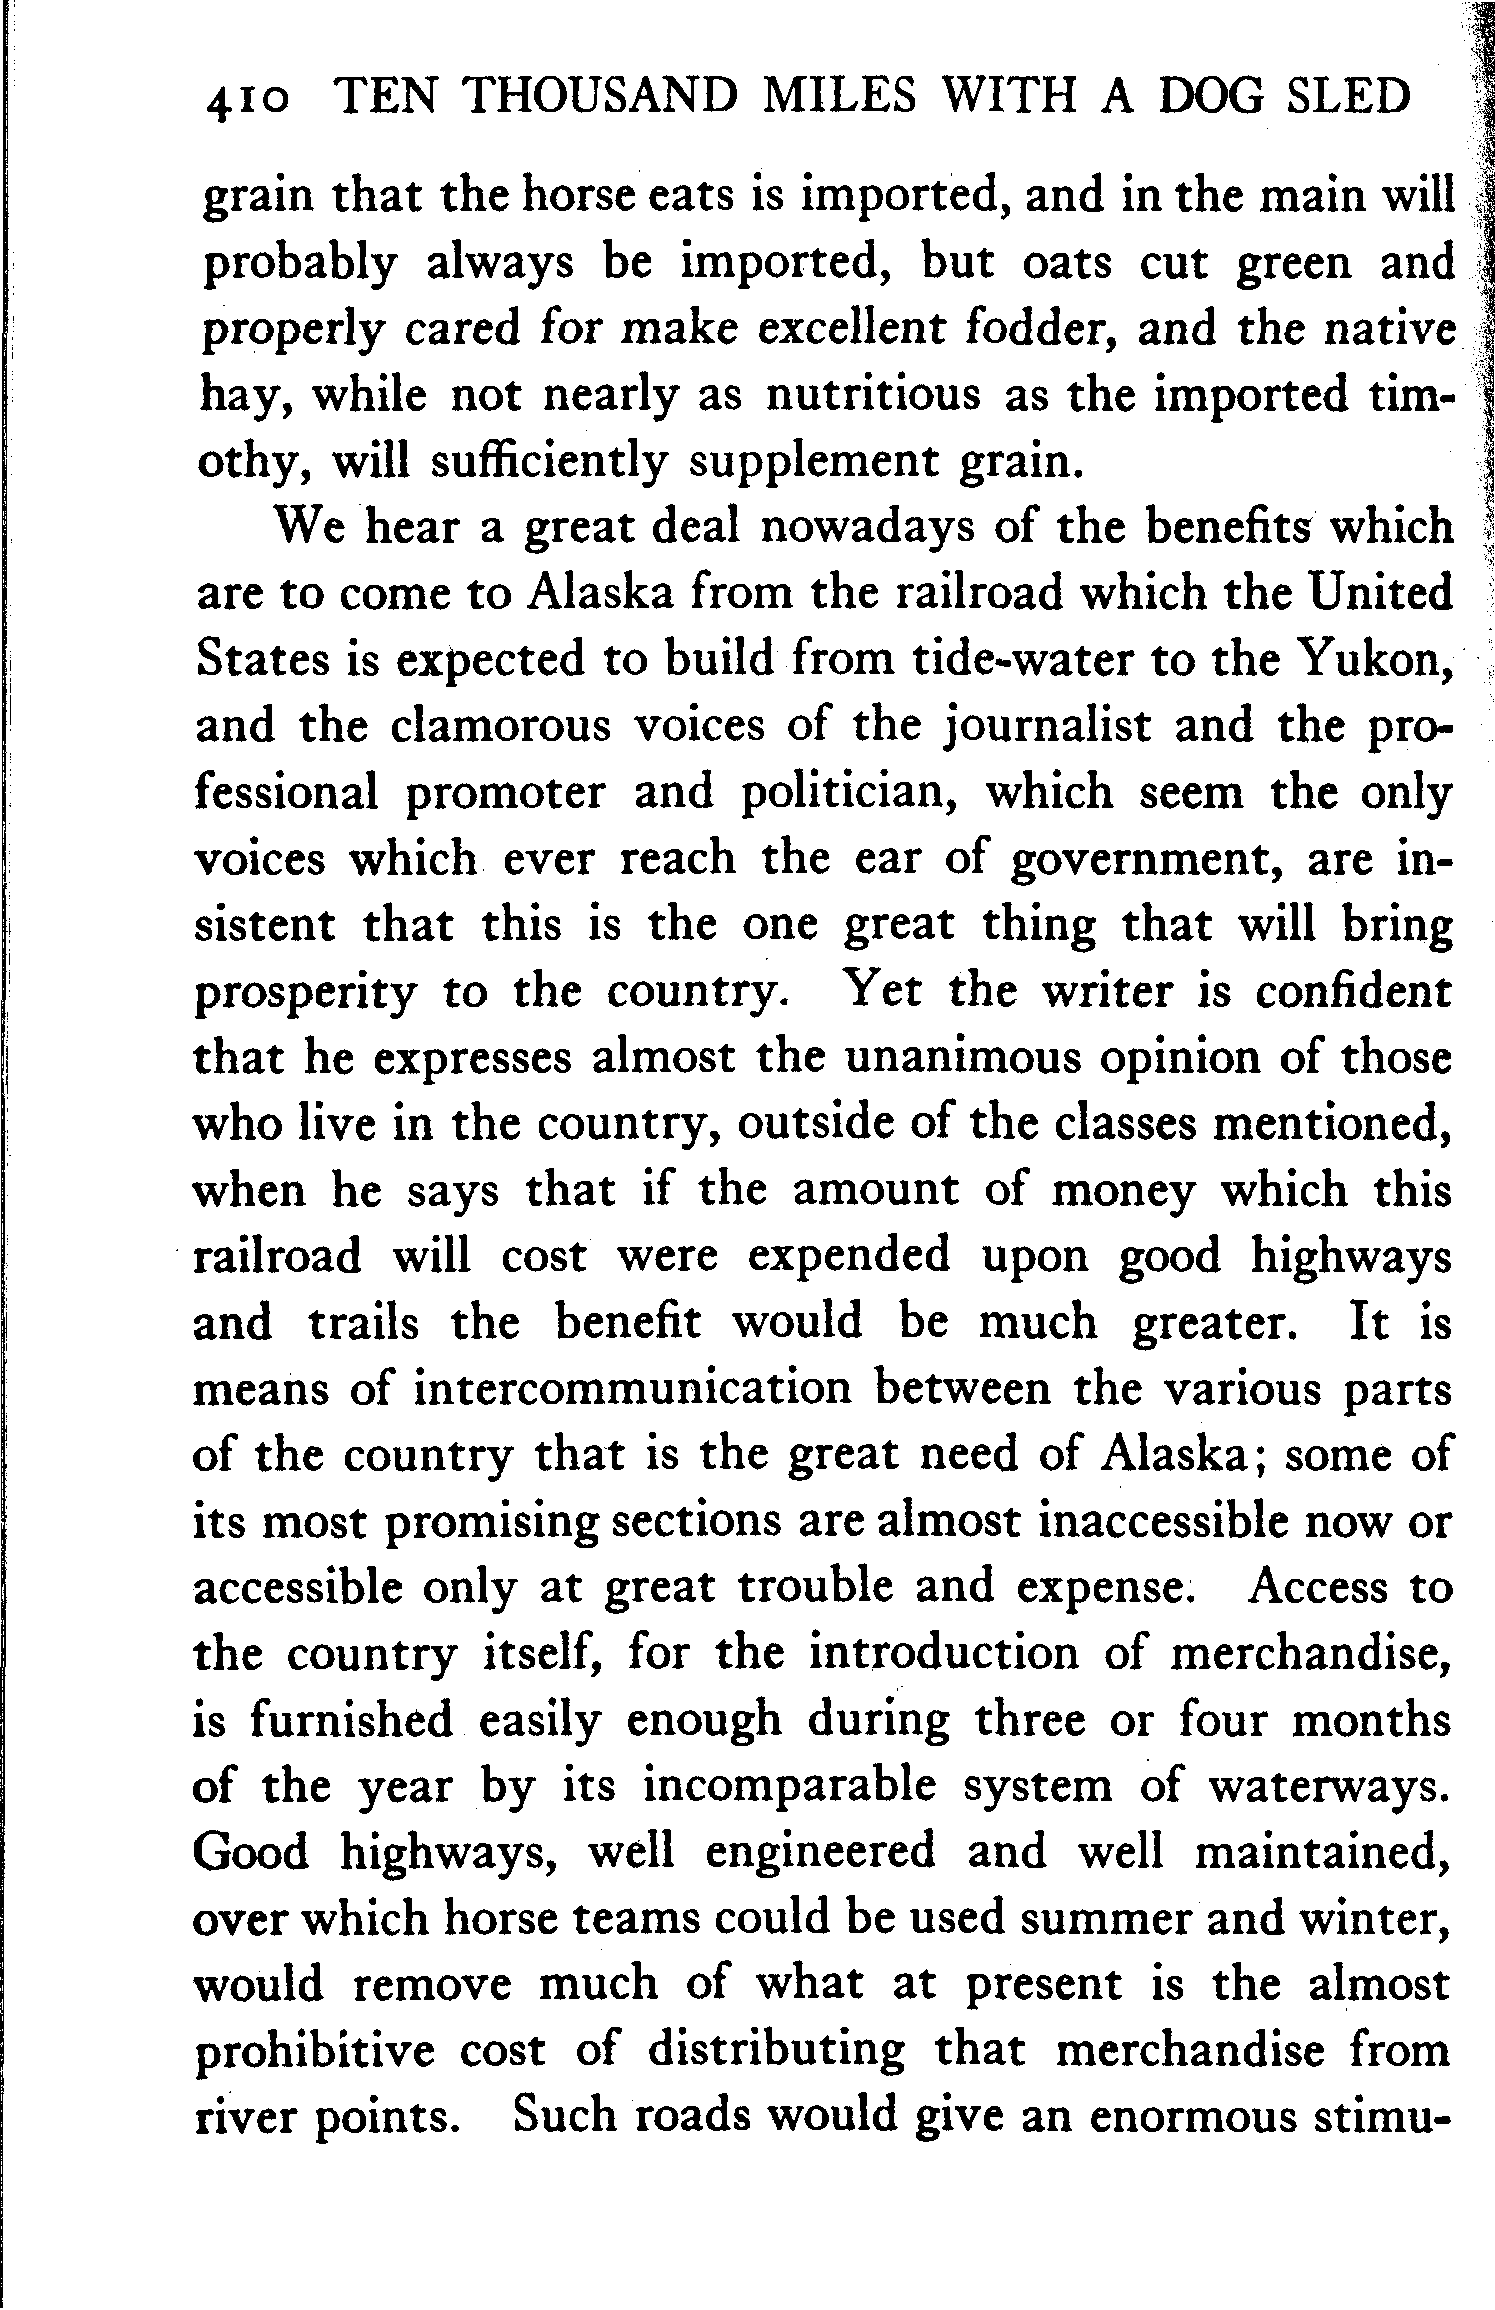 410 TEN THOUSAND MILES WITH A DOG SLED
grain that the horse eats is imported, and in the main will
probably always be imported, but oats cut green and
properly cared for make excellent fodder, and the native
hay, while not nearly as nutritious as the imported tim-
othy, will sufficiently supplement grain.
We hear a great deal nowadays of the benefits which
are to come to Alaska from the railroad which the United
States is expected to build from tide-water to the Yukon,
and the clamorous voices of the journalist and the pro-
fessional promoter and politician, which seem the only
voices which ever reach the ear of government, are in-
sistent that this is the one great thing that will bring
prosperity to the country. Yet the writer is confident
that he expresses almost the unanimous opinion of those
who live in the country, outside of the classes mentioned,
when he says that if the amount of money which this
railroad will cost were expended upon good highways
and trails the benefit would be much greater. It is
means of intercommunication between the various parts
of the country that is the great need of Alaska; some of
its most promising sections are almost inaccessible now or
accessible only at great trouble and expense. Access to
the country itself, for the introduction of merchandise,
is furnished easily enough during three or four months
of the year by its incomparable system of waterways.
Good highways, well engineered and well maintained,
over which horse teams could be used summer and winter,
would remove much of what at present is the almost
prohibitive cost of distributing that merchandise from
river points. Such roads would give an enormous stimu-